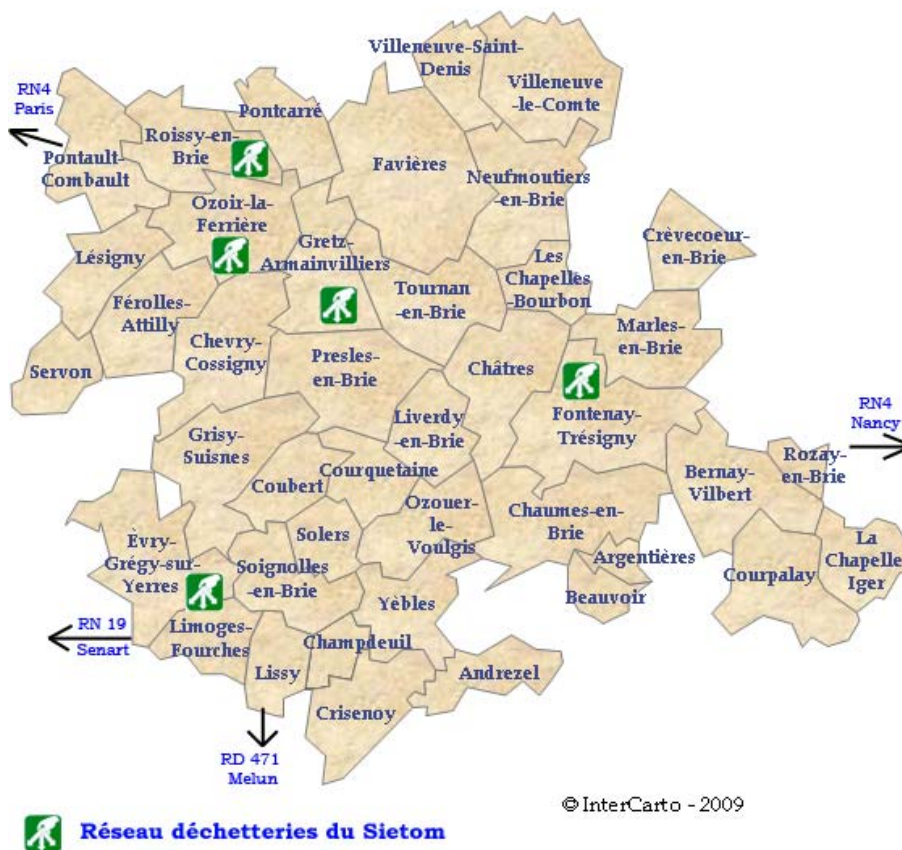 Villeneuve-Saint-
Denis
Villeneuve
-le-Comte
RN4
Paris
Pontcarré
Roissy-en-
Brie
Pontault-
Combault
Favières
Neufmoutiers
-en-Brie
Ozoir-la-
Ferrière
Gretz-
Armainvilliers
Crèvecoeur-
en-Brie
Lésigny
Les
Chapelles
-Bourbon
Tournan
-en-Brie
Férolles-
Attilly
Marles-
en-Brie
Chevry-
Cossigny
Presles-
en-Brie
Châtres
Servon
Fontenay-
Trésigny
RN4
Nancy
Liverdy
-en-Brie
Grisy-
Suisnes
Rozay-
en-Brie
Bernay-
Vilbert
Courquetaine
Coubert
Ozouer-
le-
Voulgis
Chaumes-en-
Brie
Solers
Èvry-
Grégy-sur-
Yerres
Soignolles
-en-Brie
Argentières
La
Chapelle
Iger
Courpalay
Beauvoir
Yèbles
RN 19
Senart
Limoges-
Fourches
Champdeuil
Lissy
Andrezel
Crisenoy
RD 471
Melun
© InterCarto - 2009
Réseau déchetteries du Sietom